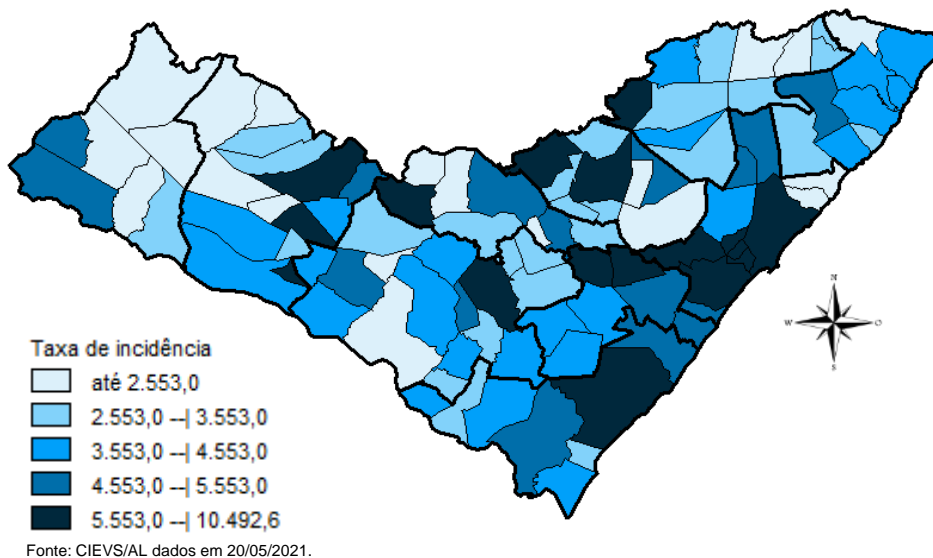 N
W
O
S
Taxa de incidência
até 2.553,0
2.553,0 --| 3.553,0
3.553,0 --| 4.553,0
4.553,0 --| 5.553,0
5.553,0 --| 10.492,6
Fonte: CIEVS/AL dados em 20/05/2021.